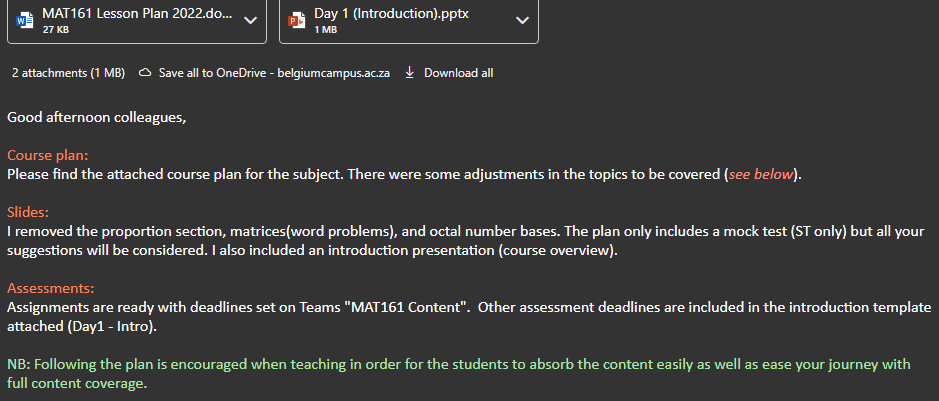 MAT161 Lesson Plan 2022.do...
27 KB
Day 1 (Introduction).pptx
1 MB
2 attachments (1 MB) Save all to OneDrive - belgiumcampus.ac.za Download all
Good afternoon colleagues,
Course plan:
Please find the attached course plan for the subject. There were some adjustments in the topics to be covered (see below).
Slides:
I removed the proportion section, matrices(word problems), and octal number bases. The plan only includes a mock test (ST only) but all your
suggestions will be considered. I also included an introduction presentation (course overview).
Assessments:
Assignments are ready with deadlines set on Teams "MAT161 Content".  Other assessment deadlines are included in the introduction template
attached (Day1 - Intro).
NB: Following the plan is encouraged when teaching in order for the students to absorb the content easily as well as ease your journey with
full content coverage.